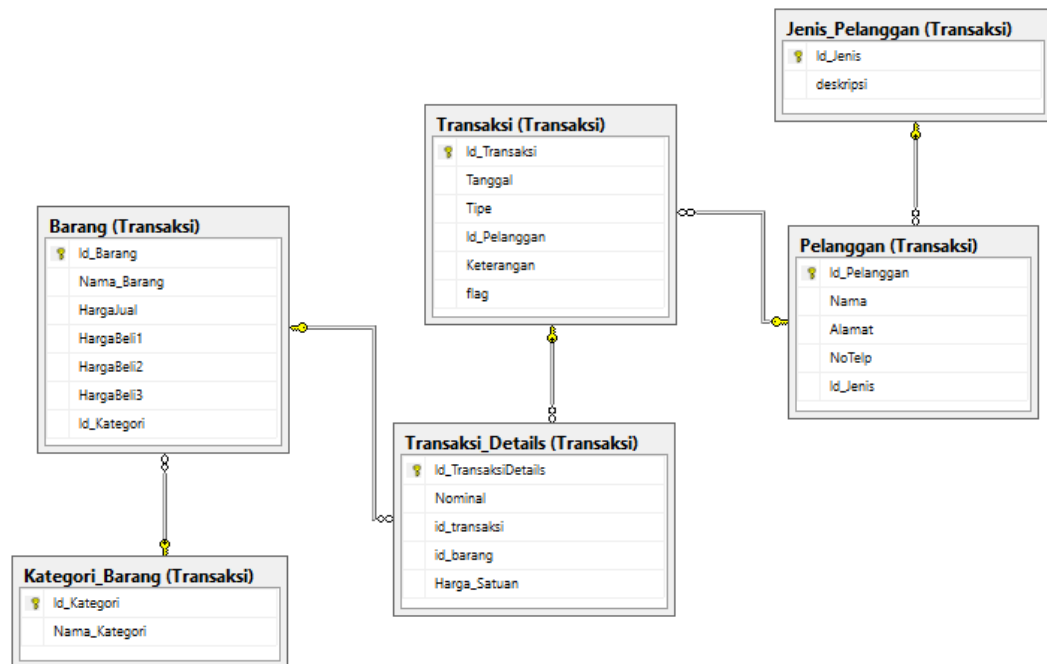 Jenis_Pelanggan (Transaksi)
Id_Jenis
deskripsi
Transaksi (Transaksi)
Id_Transaksi
Tanggal
Tipe
Id_Pelanggan
Keterangan
flag
Barang (Transaksi)
Id_Barang
Nama_Barang
HargaJual
HargaBeli1
HargaBeli2
HargaBeli3
Id_Kategori
Pelanggan (Transaksi)
Id_Pelanggan
Nama
Alamat
NoTelp
Id_Jenis
Transaksi_Details (Transaksi)
Id_TransaksiDetails
Nominal
id_transaksi
id_barang
Harga_Satuan
Kategori_Barang (Transaksi)
Id_Kategori
Nama_Kategori